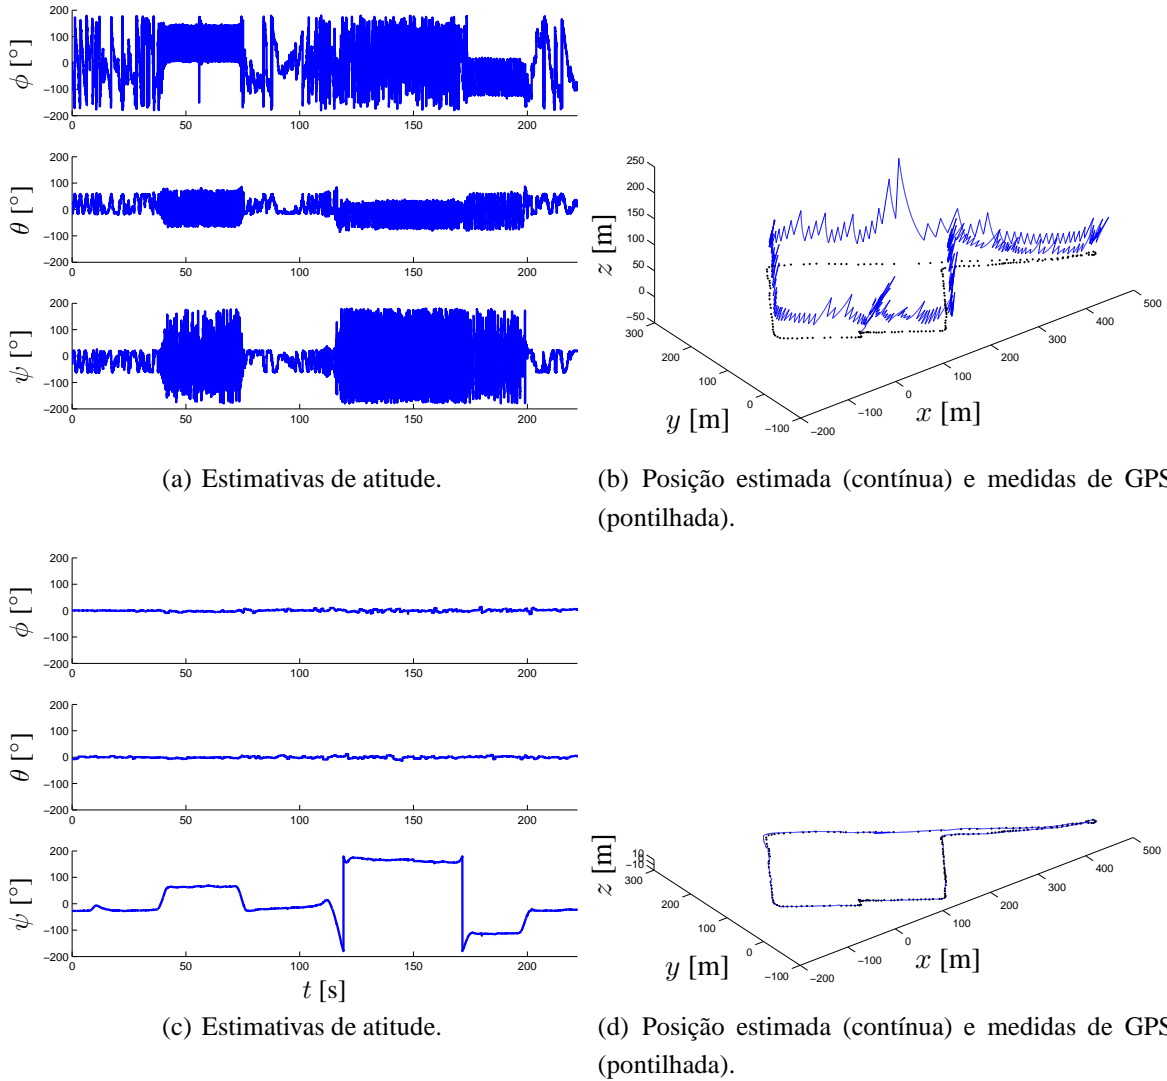 200
100
0
−100
−200
0 50 100 150 200
ϕ [°]
200
100
0
−100
−200
0 50 100 150 200
θ [°]
200
100
0
−100
−200
0 50 100 150 200
ψ [°]
250
200
150
100
50
0
−50
z [m]
300
200
100
0
−100
y [m]
−200
−100
0
100
200
300
400
500
x [m]
(a) Estimativas de atitude.
(b) Posição estimada (contínua) e medidas de GPS
(pontilhada).
200
100
0
−100
−200
0 50 100 150 200
ϕ [°]
200
100
0
−100
−200
0 50 100 150 200
θ [°]
200
100
0
−100
−200
0 50 100 150 200
ψ [°]
t [s]
10
0
−10
z [m]
300
200
100
0
−100
y [m]
−200
−100
0
100
200
300
400
500
x [m]
(c) Estimativas de atitude.
(d) Posição estimada (contínua) e medidas de GPS
(pontilhada).